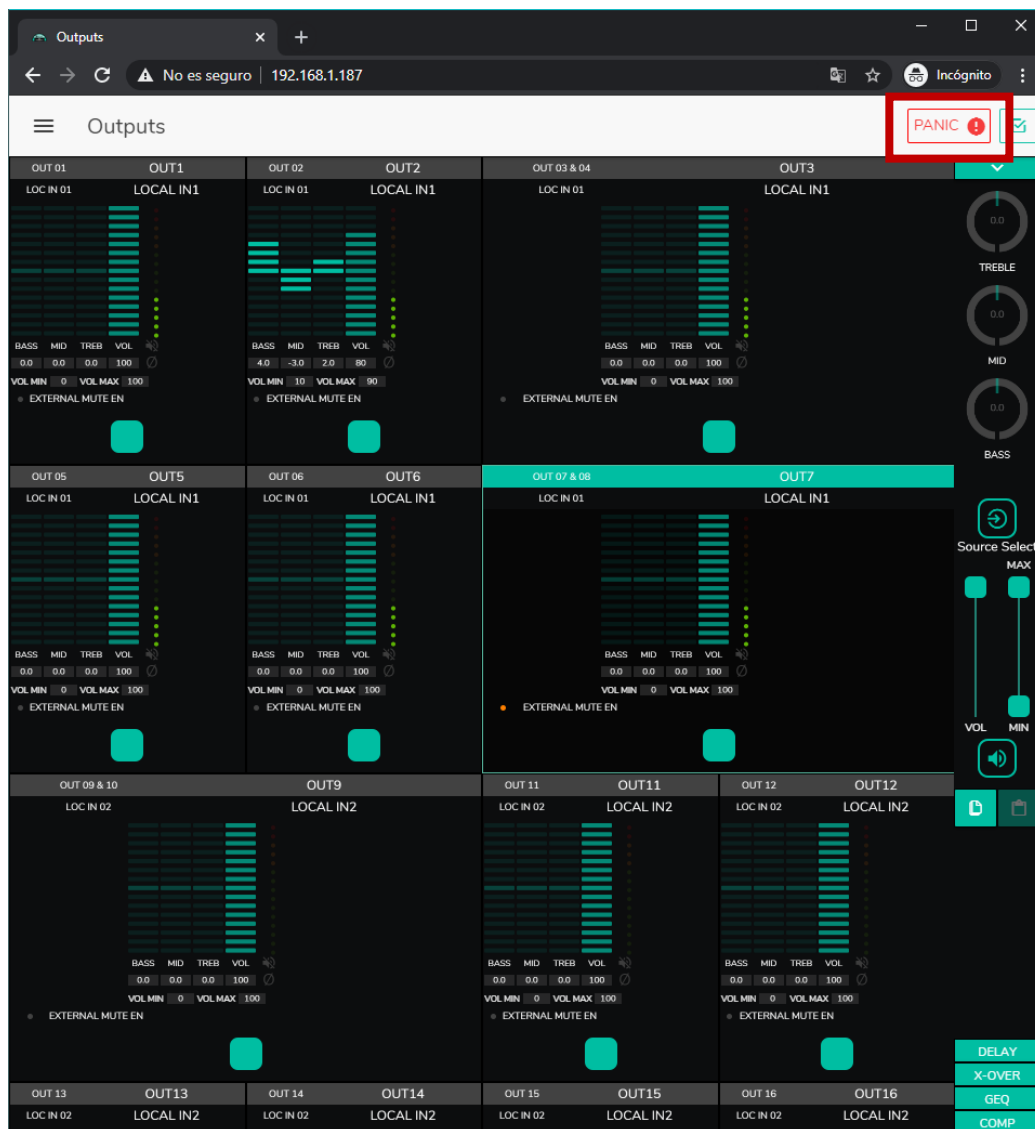 Outputs
No es seguro 192.168.1.187 Incógnito
Outputs PANIC
OUT 01 OUT1 OUT 02 OUT2 OUT 03 & 04 OUT3
LOC IN 01 LOCAL IN1 LOC IN 01 LOCAL IN1 LOC IN 01 LOCAL IN1
0.0
TREBLE
0.0
MID
0.0
BASS
BASS MID TREB VOL BASS MID TREB VOL BASS MID TREB VOL
0.0 0.0 0.0 100 4.0 -3.0 2.0 80 0.0 0.0 0.0 100
VOL MIN 0 VOL MAX 100 VOL MIN 10 VOL MAX 90 VOL MIN 0 VOL MAX 100
EXTERNAL MUTE EN EXTERNAL MUTE EN EXTERNAL MUTE EN
OUT 05 OUT5 OUT 06 OUT6 OUT 07 & 08 OUT7
LOC IN 01 LOCAL IN1 LOC IN 01 LOCAL IN1 LOC IN 01 LOCAL IN1
Source Select
MAX
BASS MID TREB VOL BASS MID TREB VOL BASS MID TREB VOL
0.0 0.0 0.0 100 0.0 0.0 0.0 100 0.0 0.0 0.0 100
VOL MIN 0 VOL MAX 100 VOL MIN 0 VOL MAX 100 VOL MIN 0 VOL MAX 100
EXTERNAL MUTE EN EXTERNAL MUTE EN EXTERNAL MUTE EN
VOL MIN
OUT 09 & 10 OUT9 OUT 11 OUT11 OUT 12 OUT12
LOC IN 02 LOCAL IN2 LOC IN 02 LOCAL IN2 LOC IN 02 LOCAL IN2
BASS MID TREB VOL BASS MID TREB VOL BASS MID TREB VOL
0.0 0.0 0.0 100 0.0 0.0 0.0 100 0.0 0.0 0.0 100
VOL MIN 0 VOL MAX 100 VOL MIN 0 VOL MAX 100 VOL MIN 0 VOL MAX 100
EXTERNAL MUTE EN EXTERNAL MUTE EN EXTERNAL MUTE EN
DELAY
X-OVER
GEQ
COMP
OUT 13 OUT13 OUT 14 OUT14 OUT 15 OUT15 OUT 16 OUT16
LOC IN 02 LOCAL IN2 LOC IN 02 LOCAL IN2 LOC IN 02 LOCAL IN2 LOC IN 02 LOCAL IN2